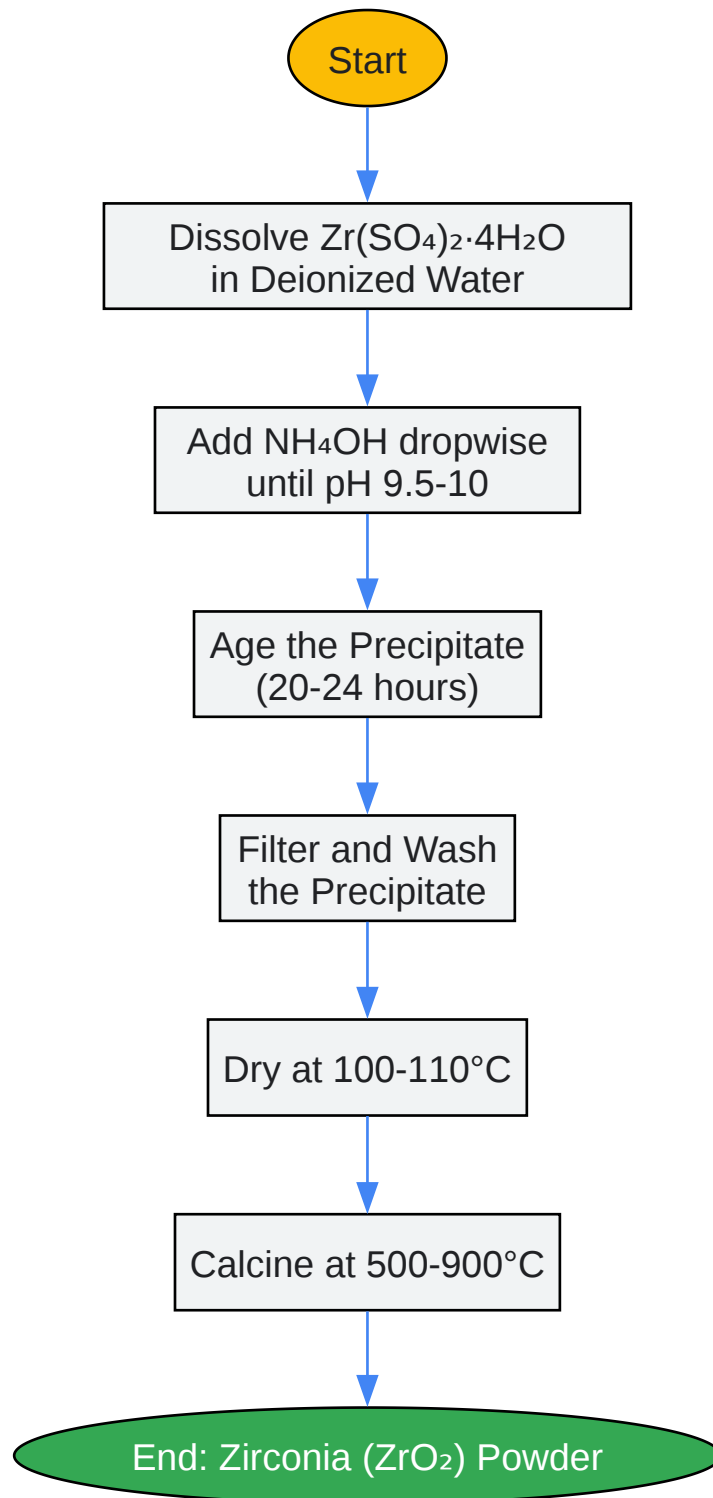 Start
Dissolve Zr(SO₄)₂·4H₂O
in Deionized Water
Add NH₄OH dropwise
until pH 9.5-10
Age the Precipitate
(20-24 hours)
Filter and Wash
the Precipitate
Dry at 100-110°C
Calcine at 500-900°C
End: Zirconia (ZrO₂) Powder